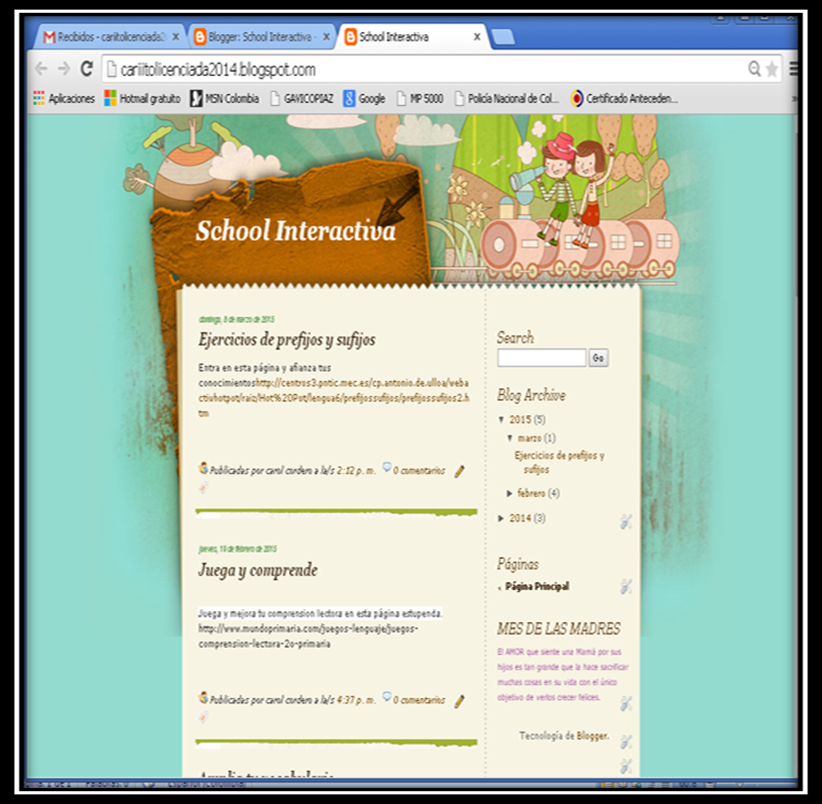 Recibidos - cariitolicenciada2
Blogger: School Interactiva -
School Interactiva
cariitolicenciada2014.blogspot.com
Aplicaciones
Hotmail gratuito
MSN Colombia
GAVICOPIAZ
Google
MP 5000
Policía Nacional de Col...
Certificado Anteceden...
School Interactiva
domingo, 8 de marzo de 2015
Ejercicios de prefijos y sufijos
Entra en esta página y afianza tus
conocimientoshttp://centros3.pntic.mec.es/cp.antonio.de.ulloa/weba
ctivhotpot/raiz/Hot%20Pot/lengua6/prefijossufijos/prefijossufijos2.h
tm
Publicadas por carol cordero a la/s 2:12 p. m. 0 comentarios
jueves, 19 de febrero de 2015
Juega y comprende
Juega y mejora tu comprension lectora en esta página estupenda.
http://www.mundoprimaria.com/juegos-lenguaje/juegos-
comprension-lectora-2o-primaria
Publicadas por carol cordero a la/s 4:37 p. m. 0 comentarios
Search
Go
Blog Archive
▼ 2015 (5)
▼ marzo (1)
Ejercicios de prefijos y
sufijos
► febrero (4)
► 2014 (3)
Páginas
Página Principal
MES DE LAS MADRES
El AMOR que siente una Mamá por sus
hijos es tan grande que la hace sacrificar
muchas cosas en su vida con el único
objetivo de verlos crecer felices.
Tecnología de Blogger.